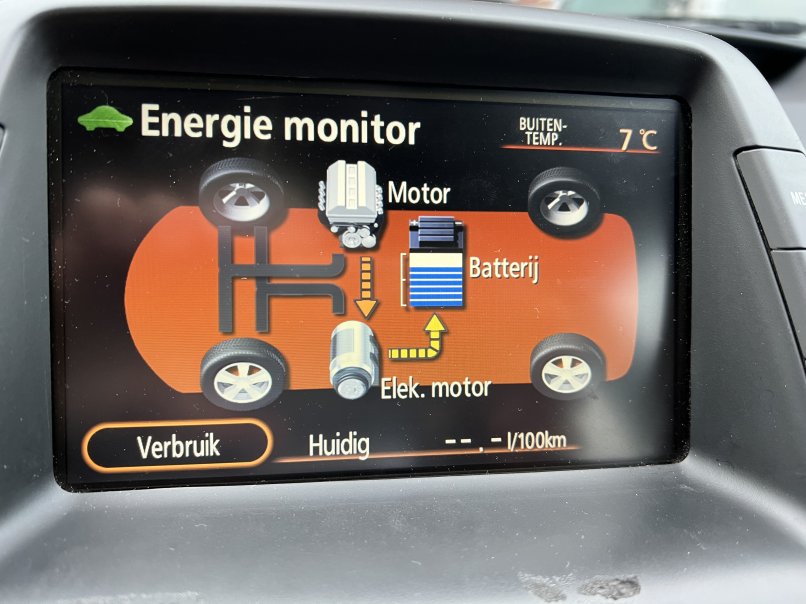 Energie monitor
BUITEN-
TEMP.
7 °C
Motor
Batterij
Elek. motor
Verbruik
Huidig
--.- l/100km